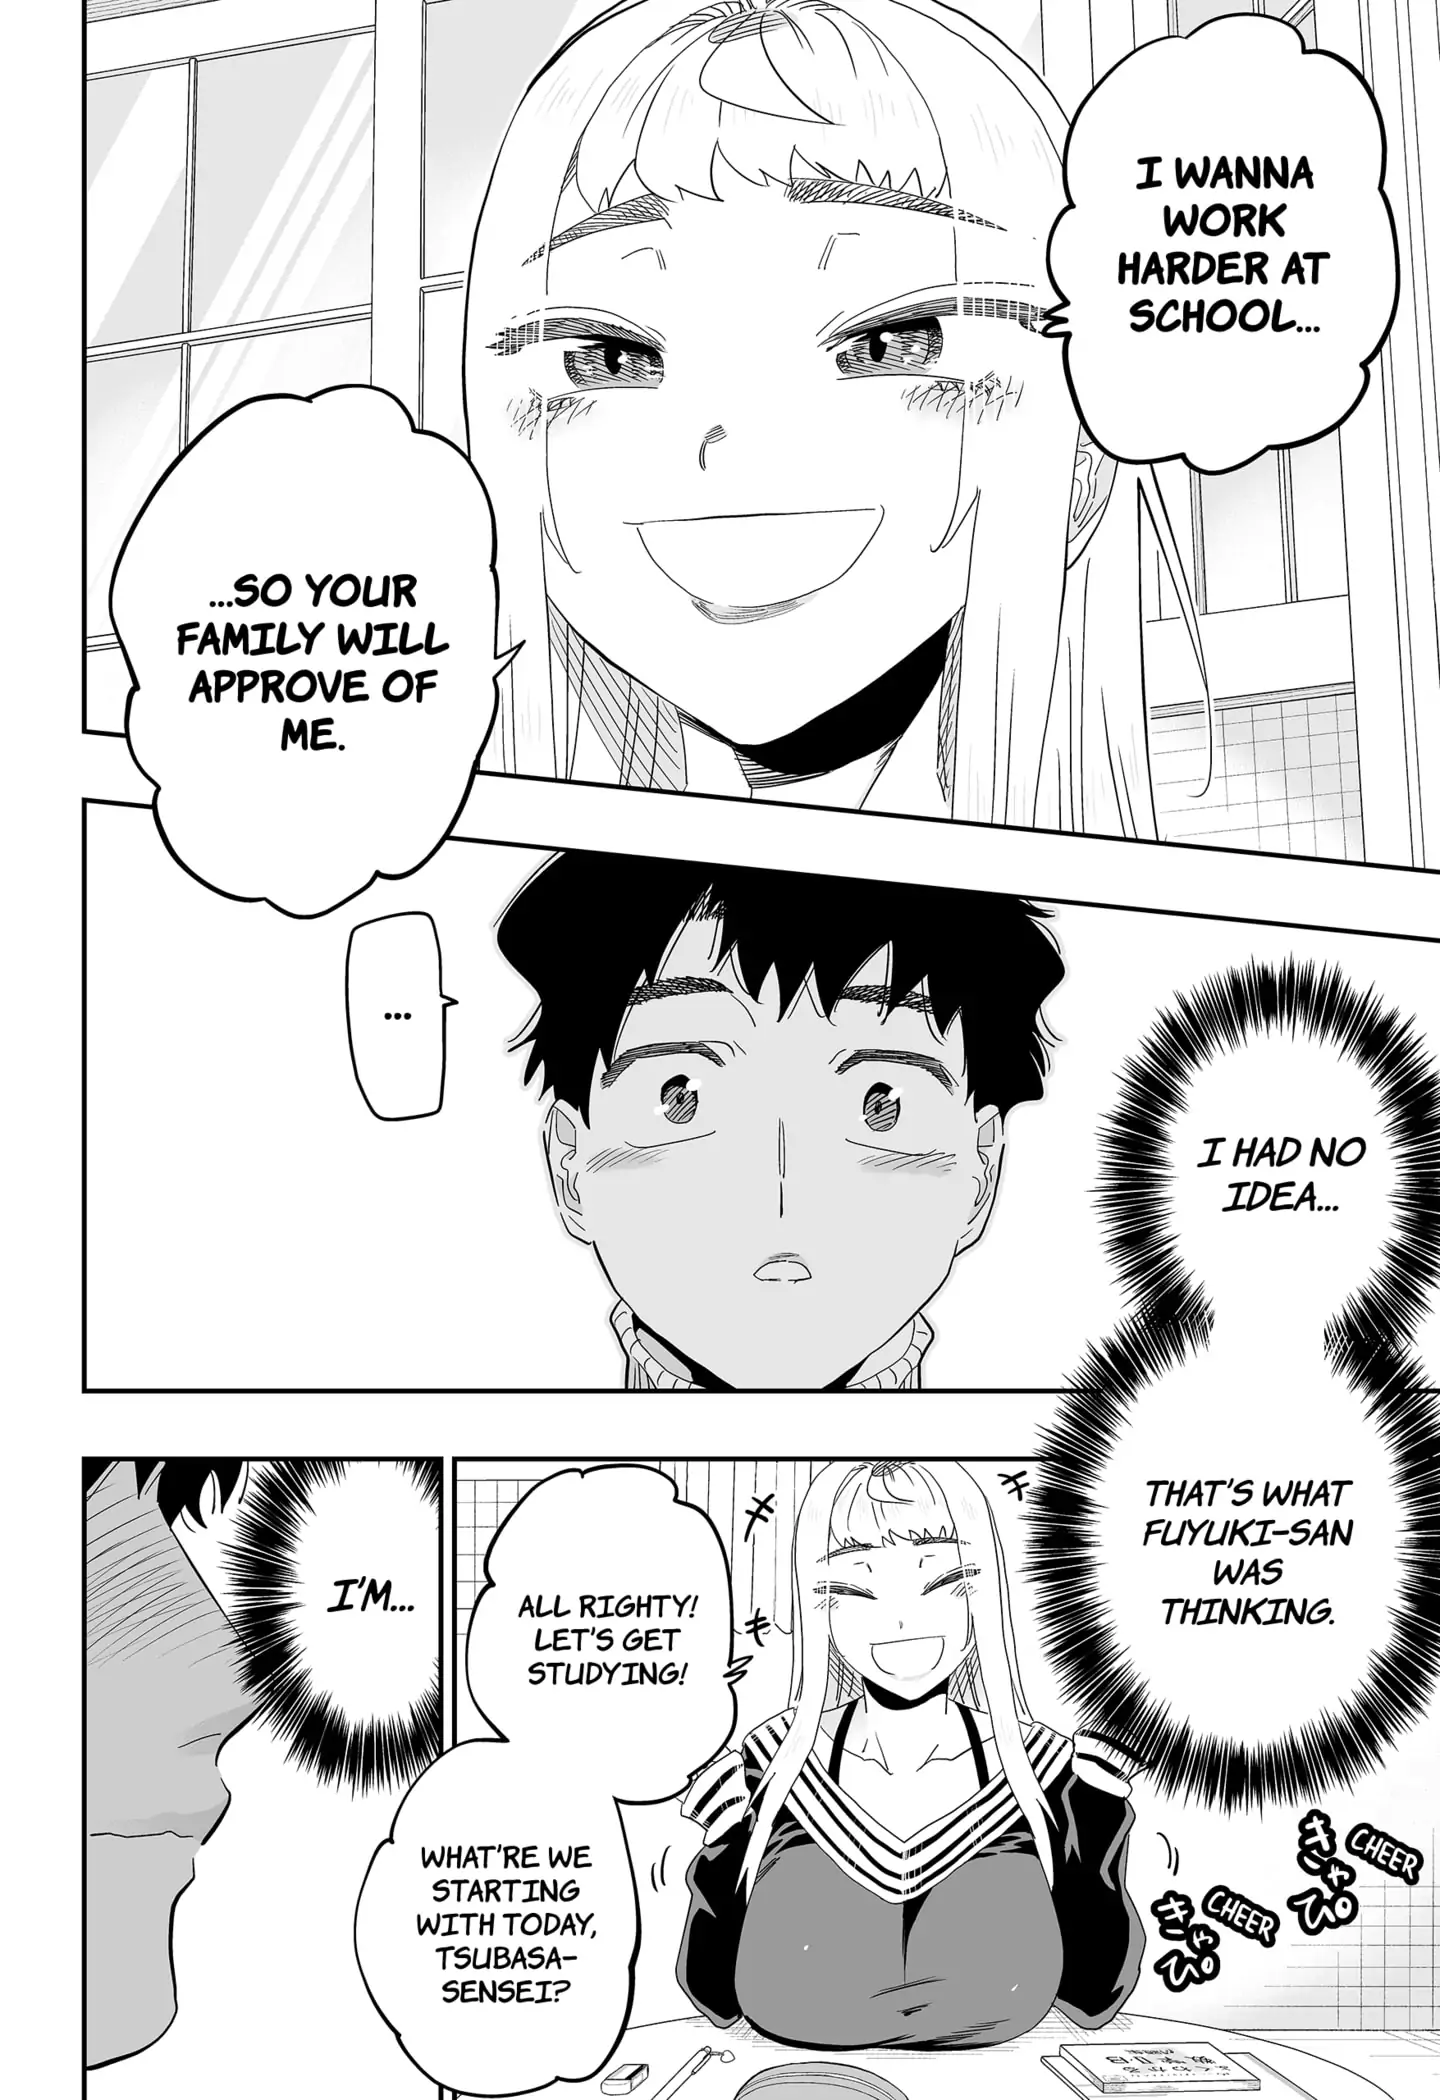 I WANNA
WORK
HARDER AT
SCHOOL...
...SO YOUR
FAMILY WILL
APPROVE OF
ME.
...
I HAD NO
IDEA...
THAT'S WHAT
FUYUKI-SAN
WAS
THINKING.
ALL RIGHTY!
LET'S GET
STUDYING!
WHAT'RE WE
STARTING
WITH TODAY,
TSUBASA-
SENSEI?
きゃぴ
CHEER
きゃぴ
CHEER
I'M...